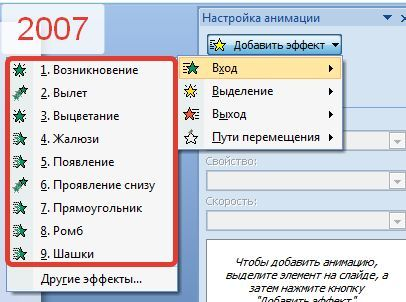 2007
Настройка анимации
Добавить эффект
Вход
Выделение
Выход
Пути перемещения
1. Возникновение
2. Вылет
3. Выцветание
4. Жалюзи
5. Появление
6. Проявление снизу
7. Прямоугольник
8. Ромб
9. Шашки
Другие эффекты...
Свойство:
Скорость:
Чтобы добавить анимацию,
выделите элемент на слайде, а
затем нажмите кнопку
"Добавить эффект".